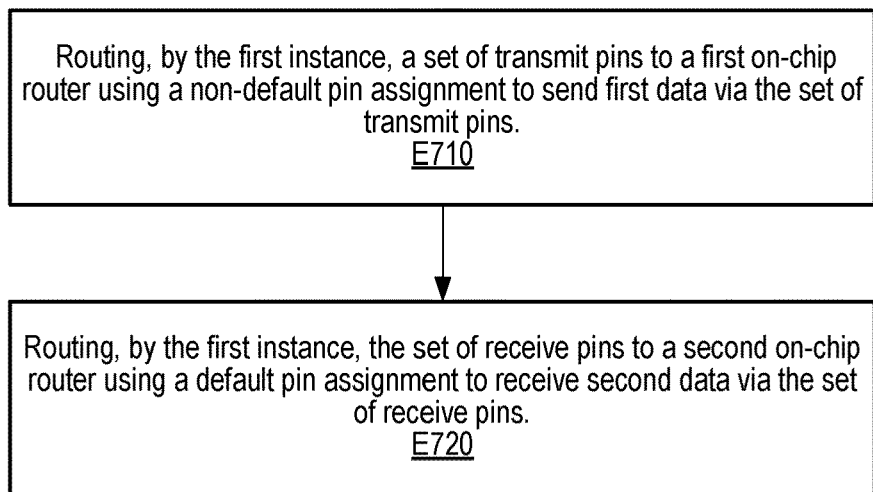 Routing, by the first instance, a set of transmit pins to a first on-chip
router using a non-default pin assignment to send first data via the set of
transmit pins.
E710
Routing, by the first instance, the set of receive pins to a second on-chip
router using a default pin assignment to receive second data via the set
of receive pins.
E720